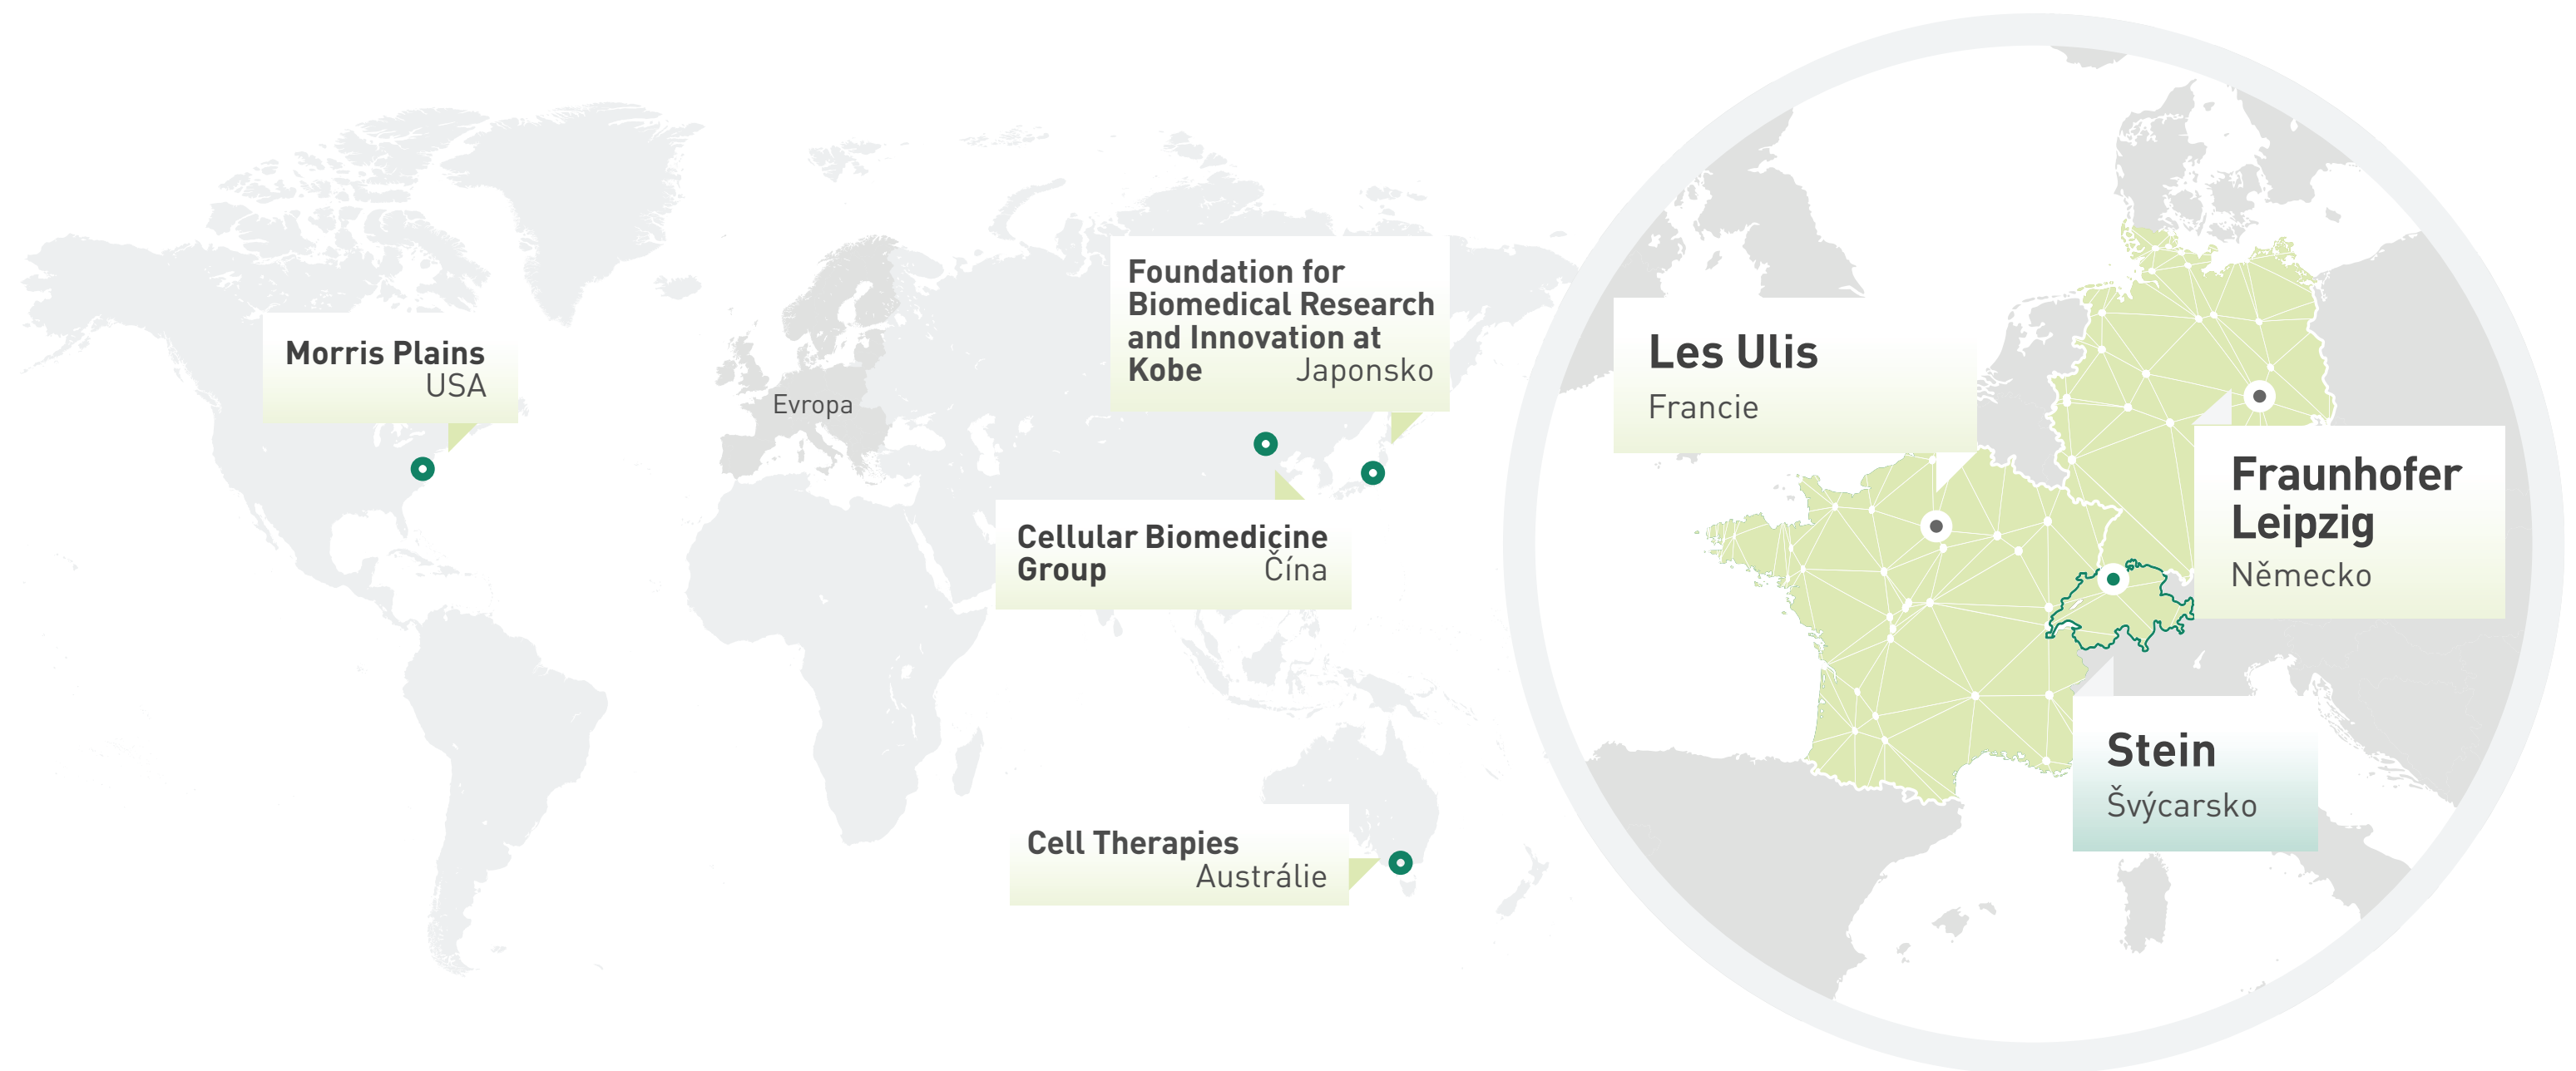 Morris Plains
USA
Evropa
Foundation for
Biomedical Research
and Innovation at
Kobe Japonsko
Cellular Biomedicine
Group Čína
Cell Therapies
Austrálie
Les Ulis
Francie
Fraunhofer
Leipzig
Německo
Stein
Švýcarsko